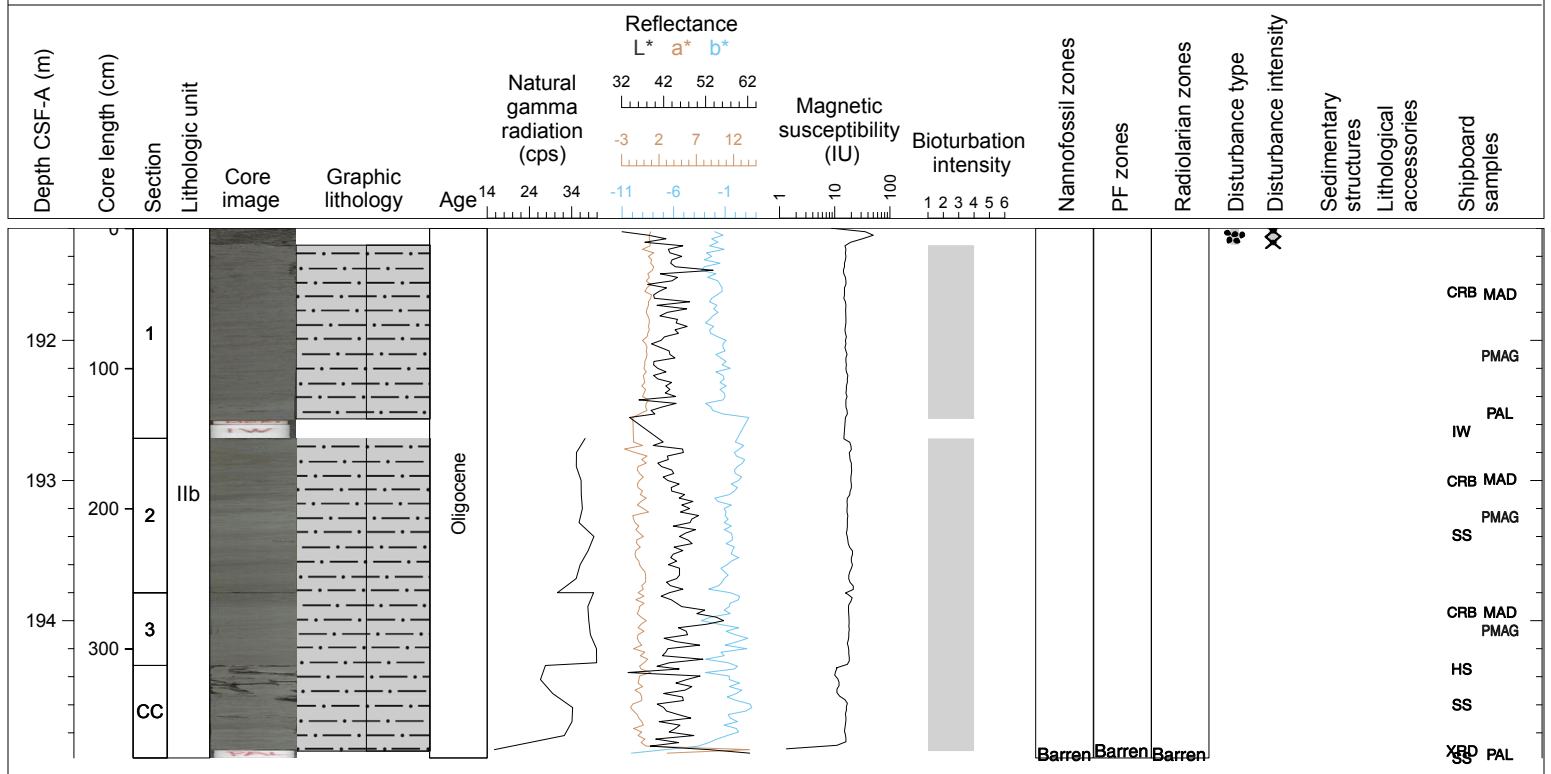 Depth CSF-A (m)
Core length (cm)
Section
Lithologic unit
Core
image
Graphic
lithology
Age
Natural
gamma
radiation
(cps)
14 24 34
Reflectance
L* a* b*
32 42 52 62
-3 2 7 12
-11 -6 -1
Magnetic
susceptibility
(IU)
1 10 100
Bioturbation
intensity
1 2 3 4 5 6
Nannofossil zones
PF zones
Radiolarian zones
Disturbance type
Disturbance intensity
Sedimentary
structures
Lithological
accessories
Shipboard
samples
0
CRB MAD
1
192
PMAG
100
PAL
IW
IW
193
CRB MAD
IIb
200
2
PMAG
Oligocene
SS
CRB MAD
194
3
PMAG
300
HS
CC
SS
PAL
Barren Barren Barren
XRD PAL
SS